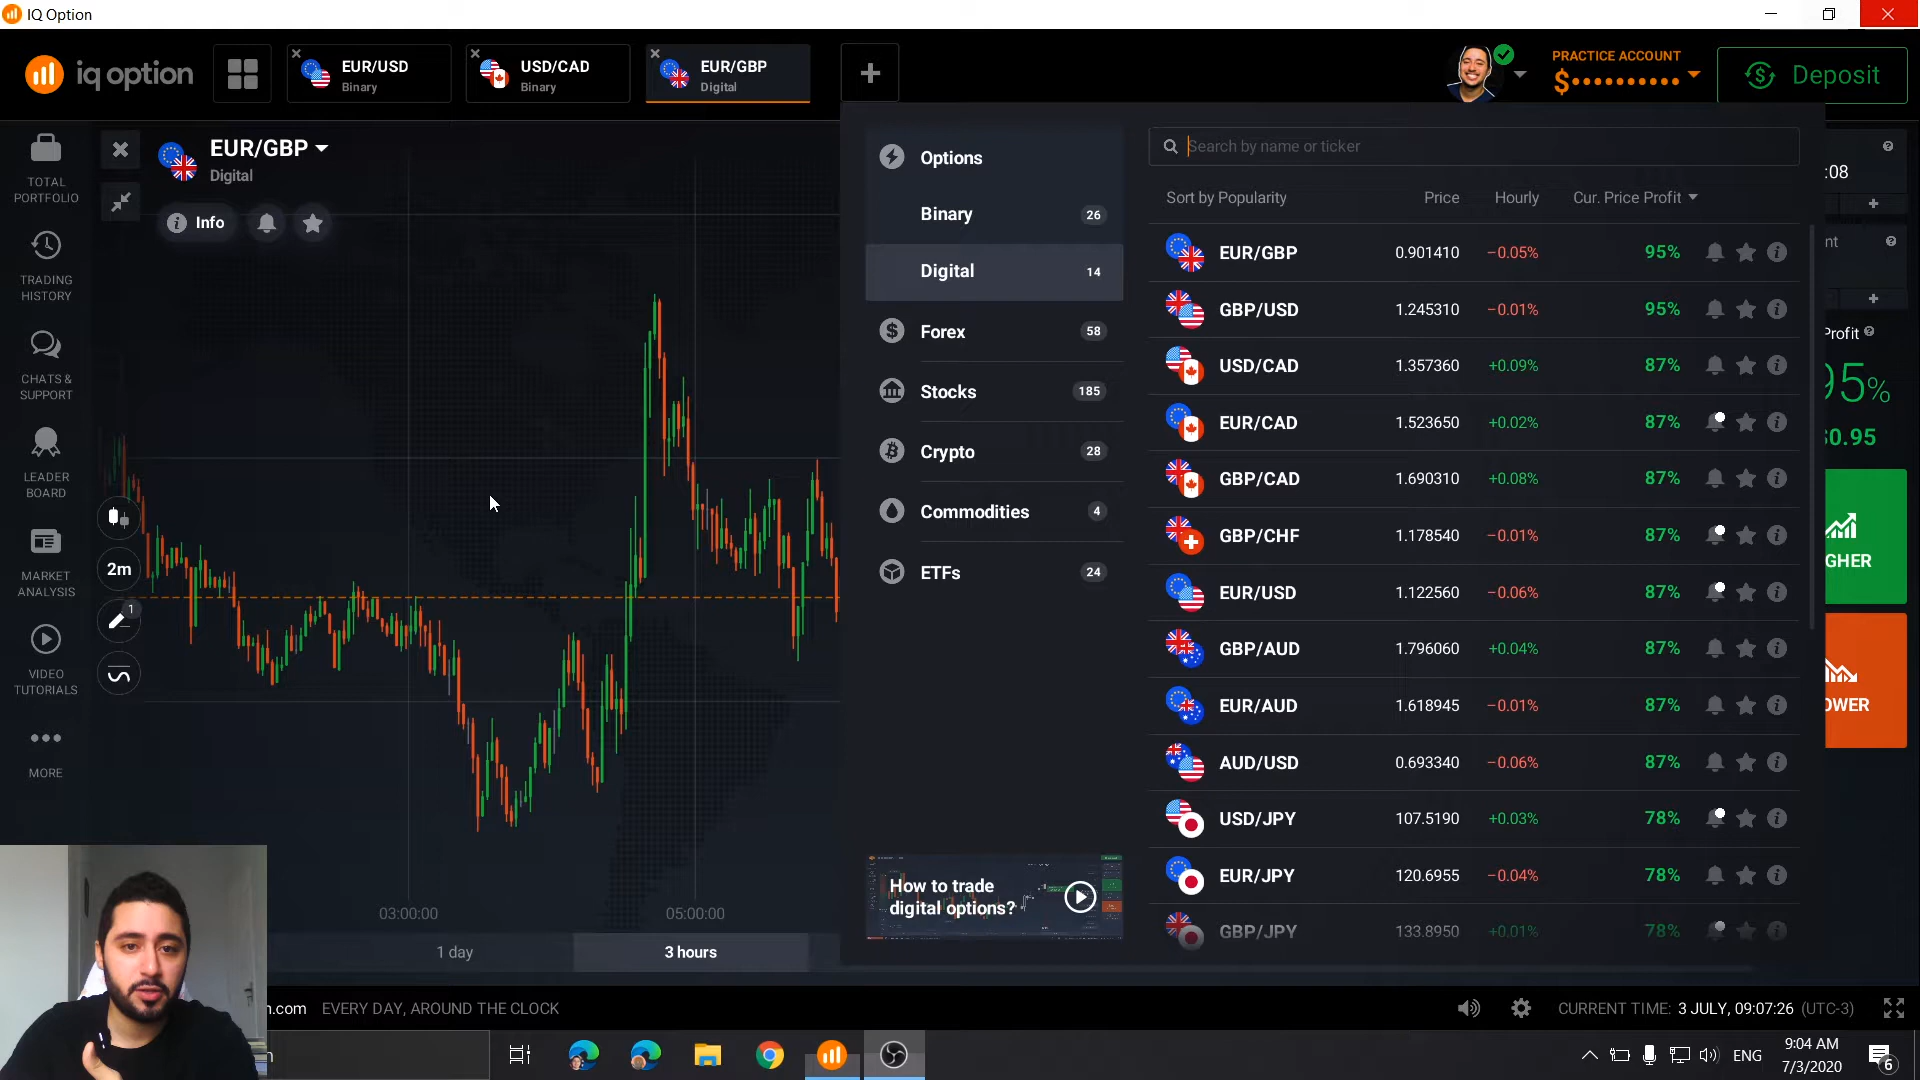 IQ Option
iq option
EUR/USD
Binary
USD/CAD
Binary
EUR/GBP
Digital
PRACTICE ACCOUNT
$••••••••••
Deposit
TOTAL
PORTFOLIO
TRADING
HISTORY
CHATS &
SUPPORT
LEADER
BOARD
MARKET
ANALYSIS
VIDEO
TUTORIALS
MORE
EUR/GBP
Digital
Info
2m
1
03:00:00
05:00:00
1 day
3 hours
Options
Binary 26
Digital 14
Forex 58
Stocks 185
Crypto 28
Commodities 4
ETFs 24
How to trade
digital options?
Search by name or ticker
Sort by Popularity Price Hourly Cur. Price Profit
EUR/GBP 0.901410 −0.05% 95%
GBP/USD 1.245310 −0.01% 95%
USD/CAD 1.357360 +0.09% 87%
EUR/CAD 1.523650 +0.02% 87%
GBP/CAD 1.690310 +0.08% 87%
GBP/CHF 1.178540 −0.01% 87%
EUR/USD 1.122560 −0.06% 87%
GBP/AUD 1.796060 +0.04% 87%
EUR/AUD 1.618945 −0.01% 87%
AUD/USD 0.693340 −0.06% 87%
USD/JPY 107.5190 +0.03% 78%
EUR/JPY 120.6955 −0.04% 78%
GBP/JPY 133.8950 +0.01% 78%
:08
nt
Profit
95%
$0.95
GHER
OWER
n.com EVERY DAY, AROUND THE CLOCK
CURRENT TIME: 3 JULY, 09:07:26 (UTC-3)
ENG
9:04 AM
7/3/2020
6